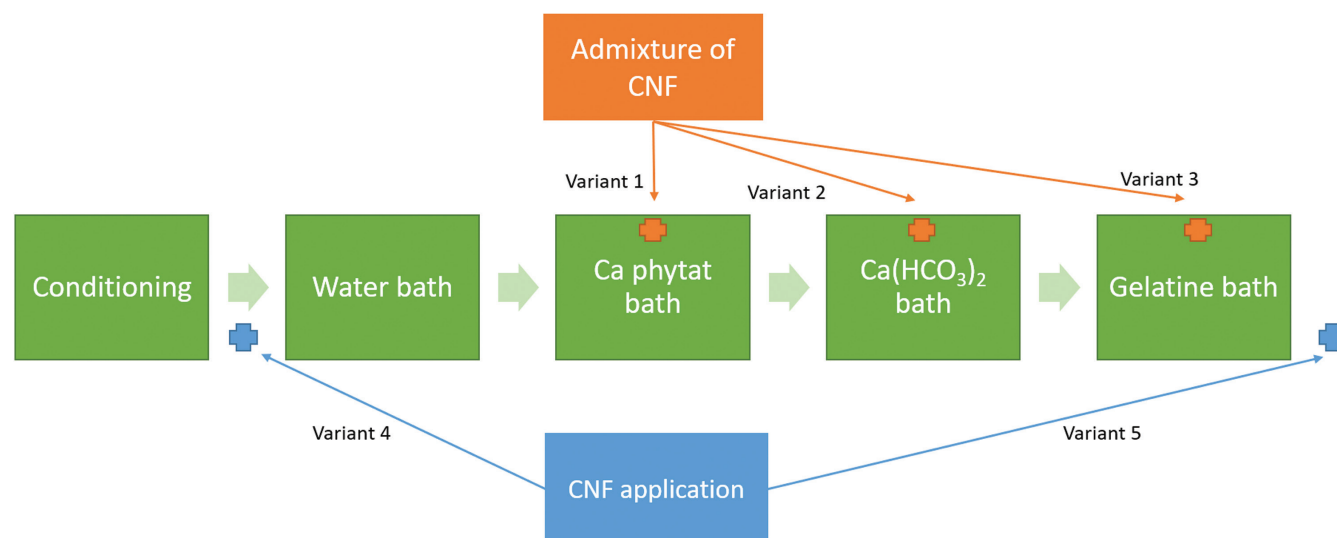 Admixture of
CNF
Variant 1
Variant 2
Variant 3
Conditioning
Water bath
Ca phytat
bath
Ca(HCO₃)₂
bath
Gelatine bath
Variant 4
Variant 5
CNF application